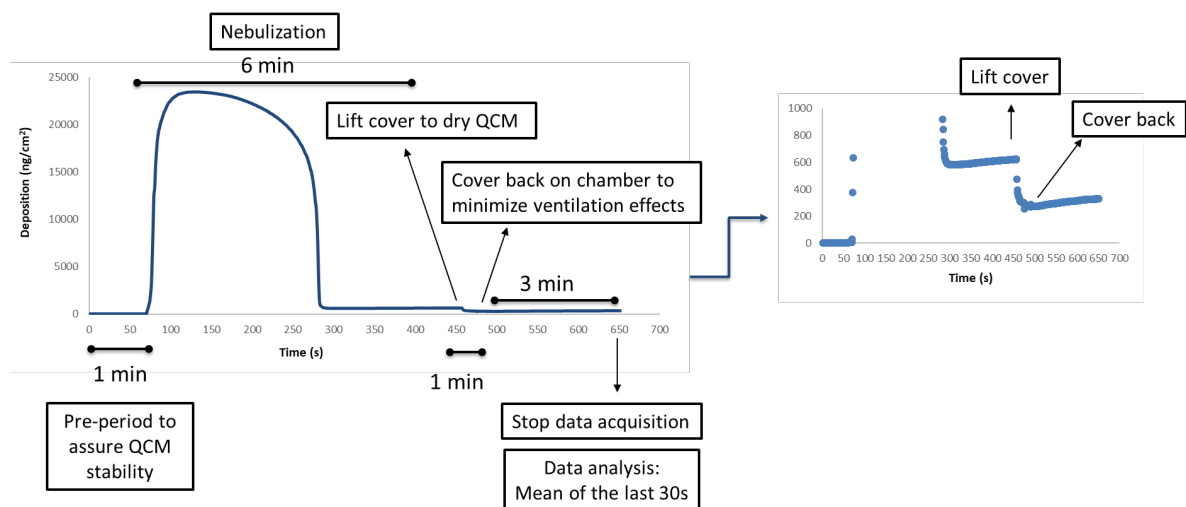 Nebulization
6 min
25000
20000
15000
10000
5000
0
Deposition (ng/cm²)
0 50 100 150 200 250 300 350 400 450 500 550 600 650 700
Time (s)
Lift cover to dry QCM
Cover back on chamber to
minimize ventilation effects
3 min
1 min
1 min
Pre-period to
assure QCM
stability
Stop data acquisition
Data analysis:
Mean of the last 30s
Lift cover
Cover back
1000
800
600
400
200
0
0 50 100 150 200 250 300 350 400 450 500 550 600 650 700
Time (s)